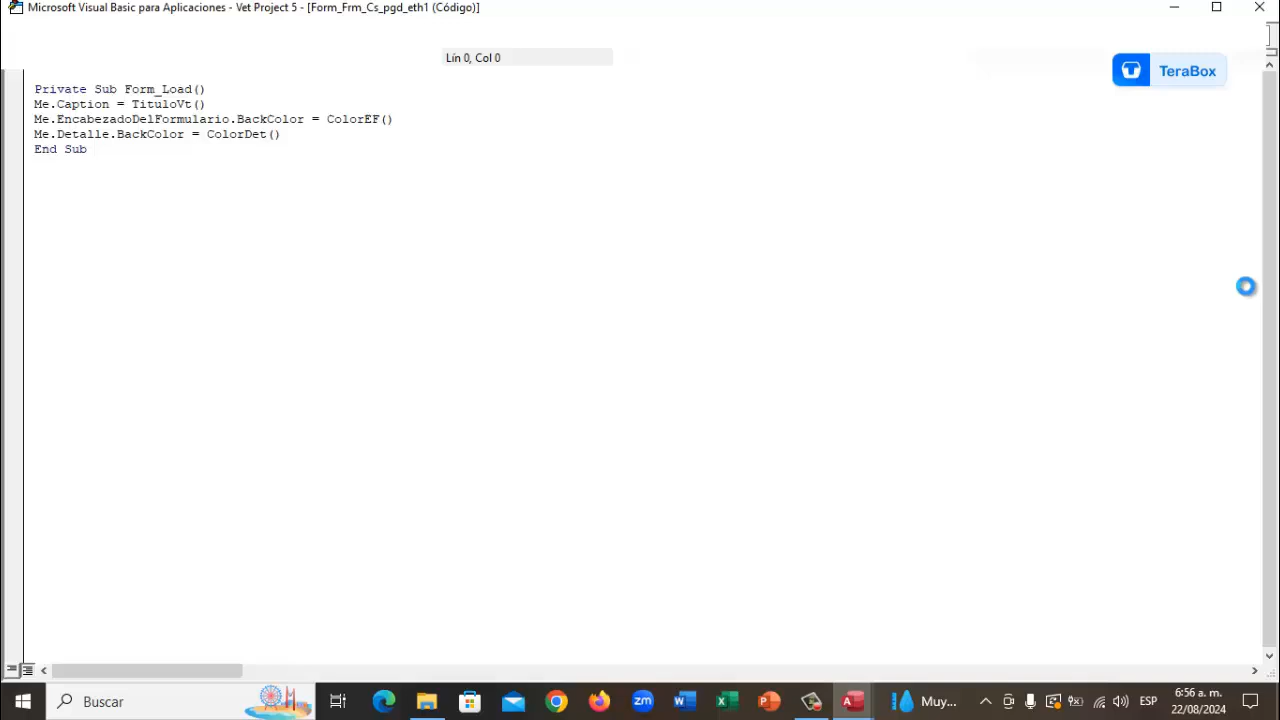 Microsoft Visual Basic para Aplicaciones - Vet Project 5 - [Form_Frm_Cs_pgd_eth1 (Código)]
Lín 0, Col 0
TeraBox
Private Sub Form_Load()
Me.Caption = TituloVt()
Me.EncabezadoDelFormulario.BackColor = ColorEF()
Me.Detalle.BackColor = ColorDet()
End Sub
Buscar
zm
Muy...
ESP
6:56 a. m.
22/08/2024